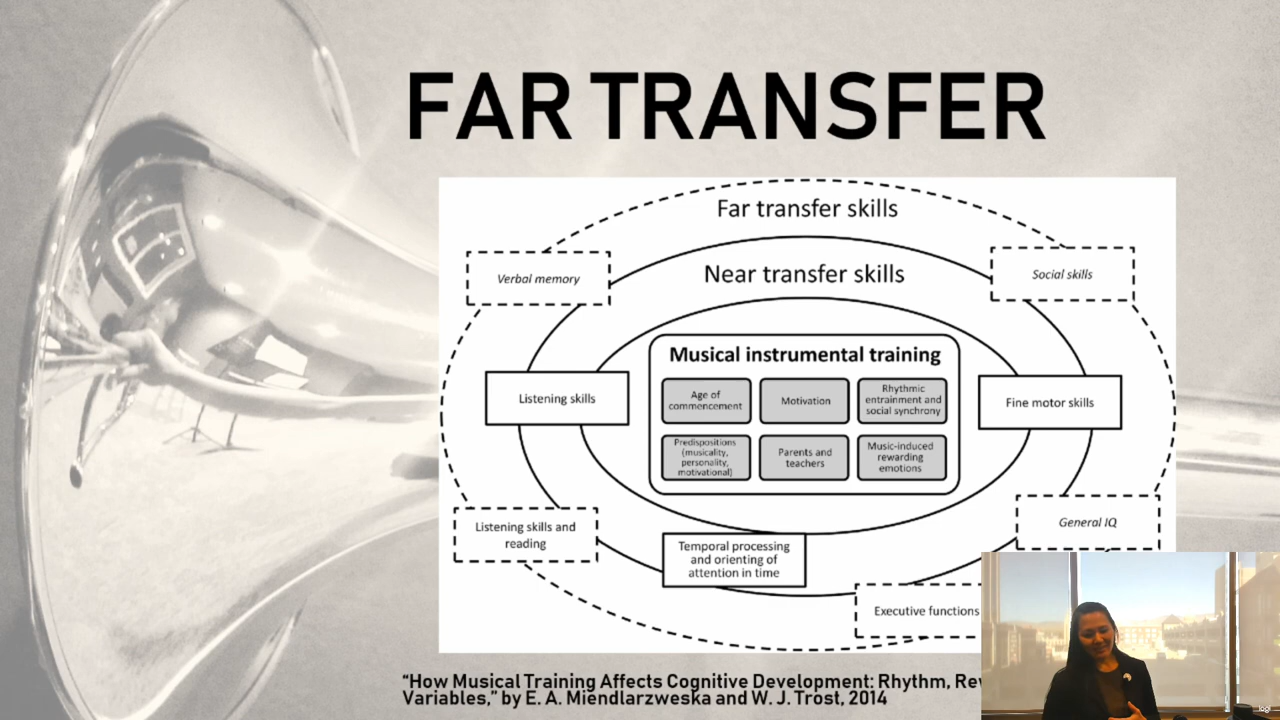 FAR TRANSFER
Far transfer skills
Near transfer skills
Verbal memory
Social skills
Musical instrumental training
Age of
commencement
Motivation
Rhythmic
entrainment and
social synchrony
Listening skills
Fine motor skills
Predispositions
(musicality,
personality,
motivational)
Parents and
teachers
Music-induced
rewarding
emotions
Listening skills and
reading
General IQ
Temporal processing
and orienting of
attention in time
Executive functions
"How Musical Training Affects Cognitive Development: Rhythm,
Variables," by E. A. Miendlarzweska and W. J. Trost, 2014
logi